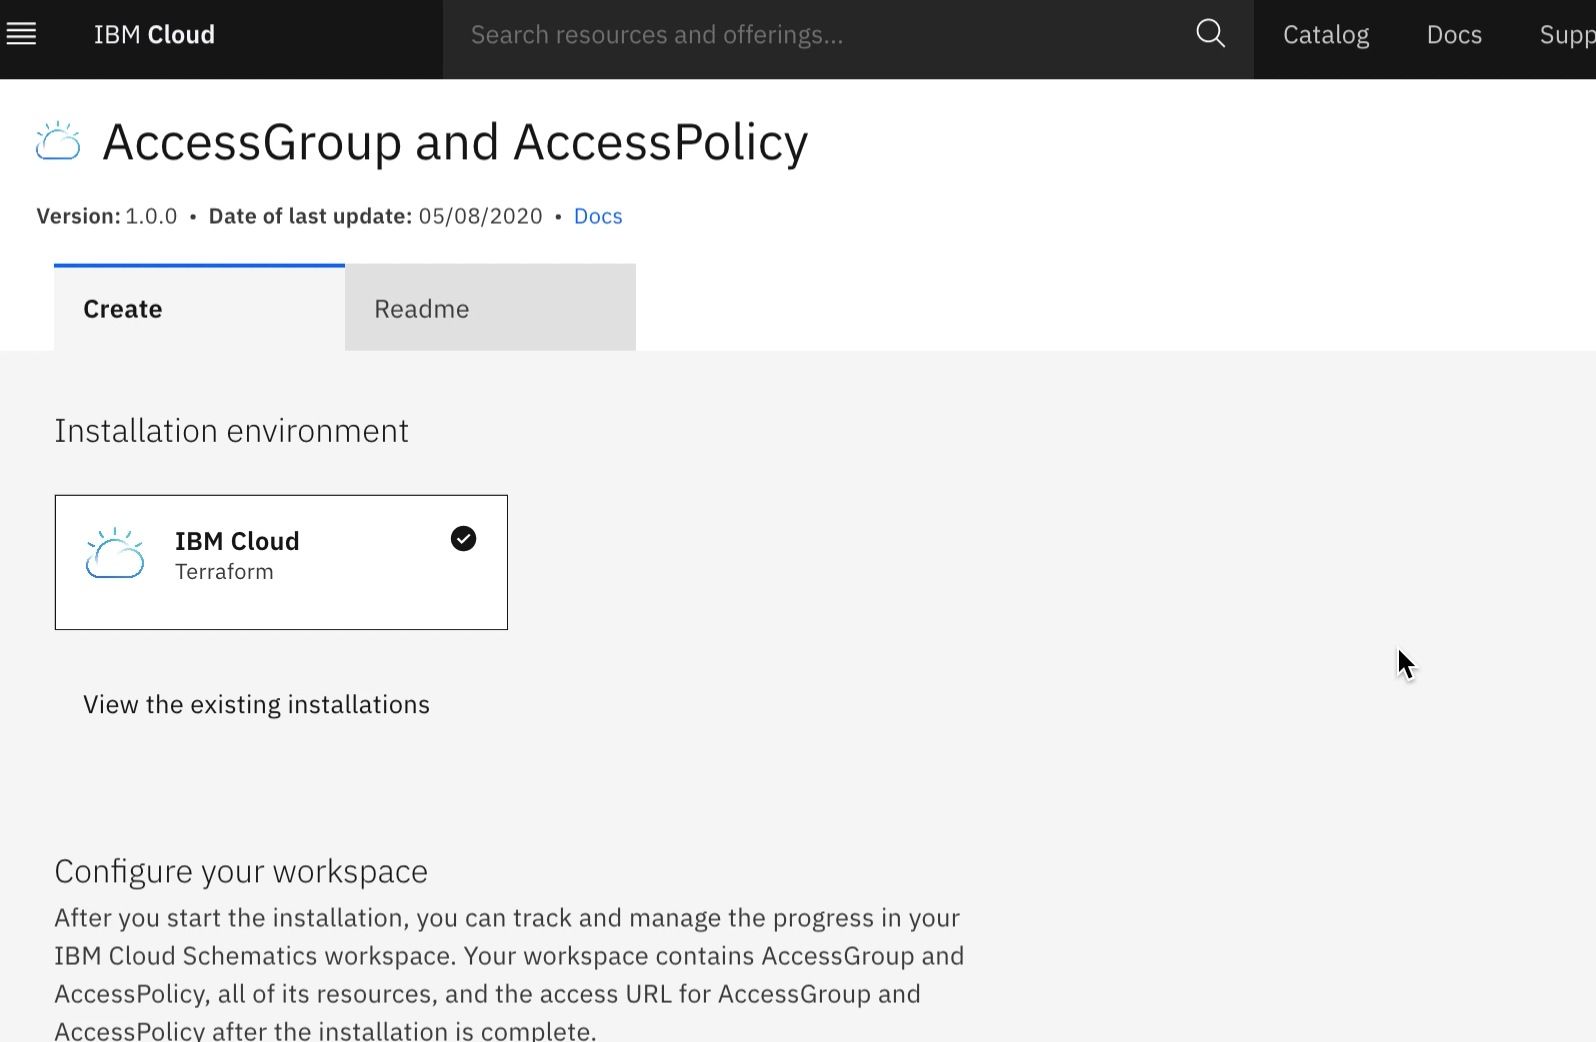 IBM Cloud
Search resources and offerings...
Catalog
Docs
AccessGroup and AccessPolicy
Version: 1.0.0 • Date of last update: 05/08/2020 • Docs
Create
Readme
Installation environment
IBM Cloud
Terraform
View the existing installations
Configure your workspace
After you start the installation, you can track and manage the progress in your
IBM Cloud Schematics workspace. Your workspace contains AccessGroup and
AccessPolicy, all of its resources, and the access URL for AccessGroup and
AccessPolicy after the installation is complete.